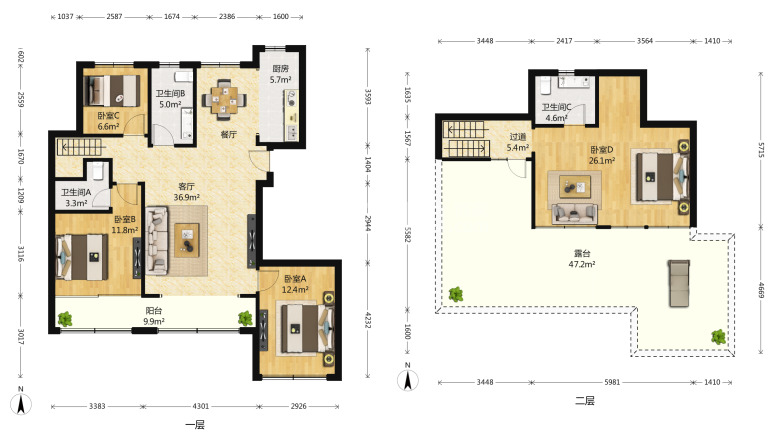 1037 2587 1674 2386 1600
602
2559
1670
1209
3116
3017
厨房
5.7m²
卫生间B
5.0m²
卧室C
6.6m²
餐厅
卫生间A
3.3m²
客厅
36.9m²
卧室B
11.8m²
卧室A
12.4m²
阳台
9.9m²
3593
1404
2944
4232
N
3383 4301 2926
一层
3448 2417 3564 1410
1635
1567
5582
1600
卫生间C
4.6m²
过道
5.4m²
卧室D
26.1m²
露台
47.2m²
5715
4669
N
3448 5981 1410
二层